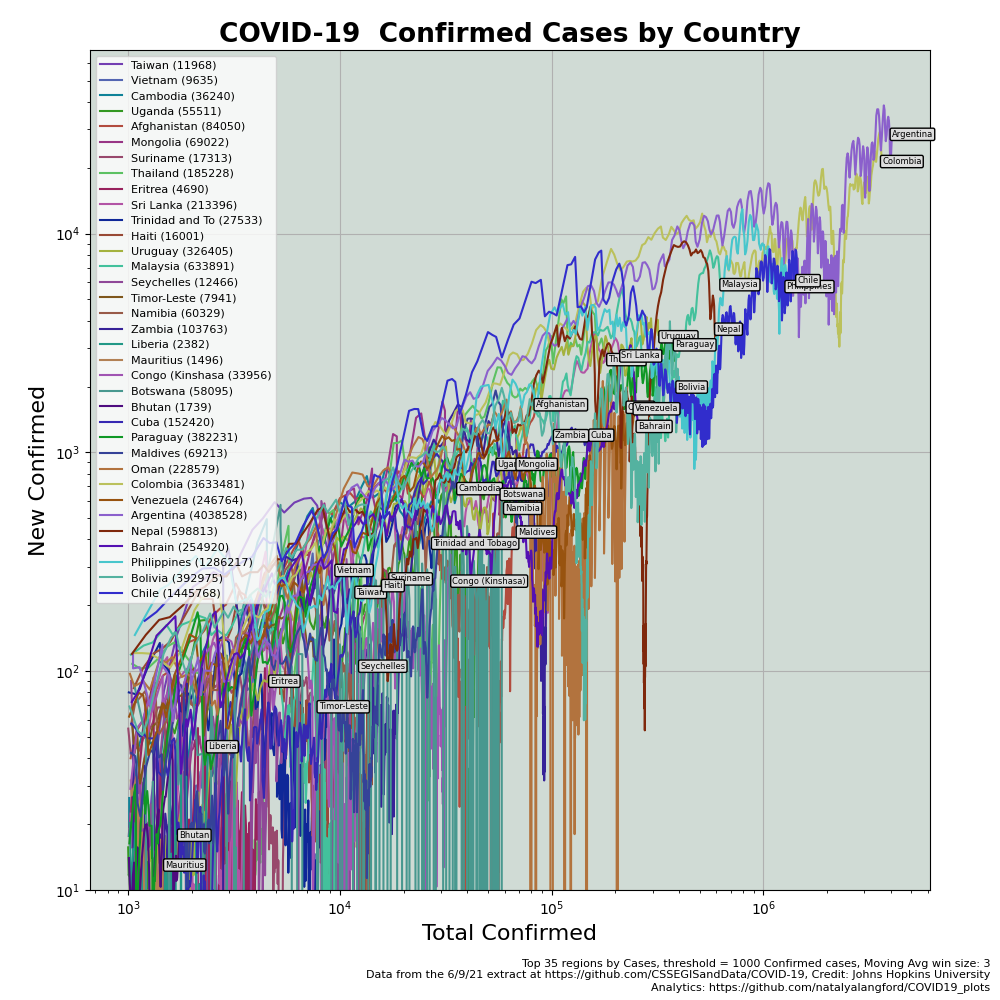 COVID-19  Confirmed Cases by Country
Taiwan (11968)
Vietnam (9635)
Cambodia (36240)
Uganda (55511)
Afghanistan (84050)
Mongolia (69022)
Suriname (17313)
Thailand (185228)
Eritrea (4690)
Sri Lanka (213396)
Trinidad and To (27533)
Haiti (16001)
Uruguay (326405)
Malaysia (633891)
Seychelles (12466)
Timor-Leste (7941)
Namibia (60329)
Zambia (103763)
Liberia (2382)
Mauritius (1496)
Congo (Kinshasa (33956)
Botswana (58095)
Bhutan (1739)
Cuba (152420)
Paraguay (382231)
Maldives (69213)
Oman (228579)
Colombia (3633481)
Venezuela (246764)
Argentina (4038528)
Nepal (598813)
Bahrain (254920)
Philippines (1286217)
Bolivia (392975)
Chile (1445768)
Argentina
Colombia
Malaysia
Chile
Philippines
Nepal
Uruguay
Paraguay
Sri Lanka
Bolivia
Afghanistan
Venezuela
Bahrain
Zambia
Cuba
Mongolia
Cambodia
Botswana
Namibia
Maldives
Trinidad and Tobago
Vietnam
Suriname
Haiti
Taiwan
Congo (Kinshasa)
Seychelles
Eritrea
Timor-Leste
Liberia
Bhutan
Mauritius
New Confirmed
10⁴
10³
10²
10¹
10³
10⁴
10⁵
10⁶
Total Confirmed
Top 35 regions by Cases, threshold = 1000 Confirmed cases, Moving Avg win size: 3
Data from the 6/9/21 extract at https://github.com/CSSEGISandData/COVID-19, Credit: Johns Hopkins University
Analytics: https://github.com/natalyalangford/COVID19_plots